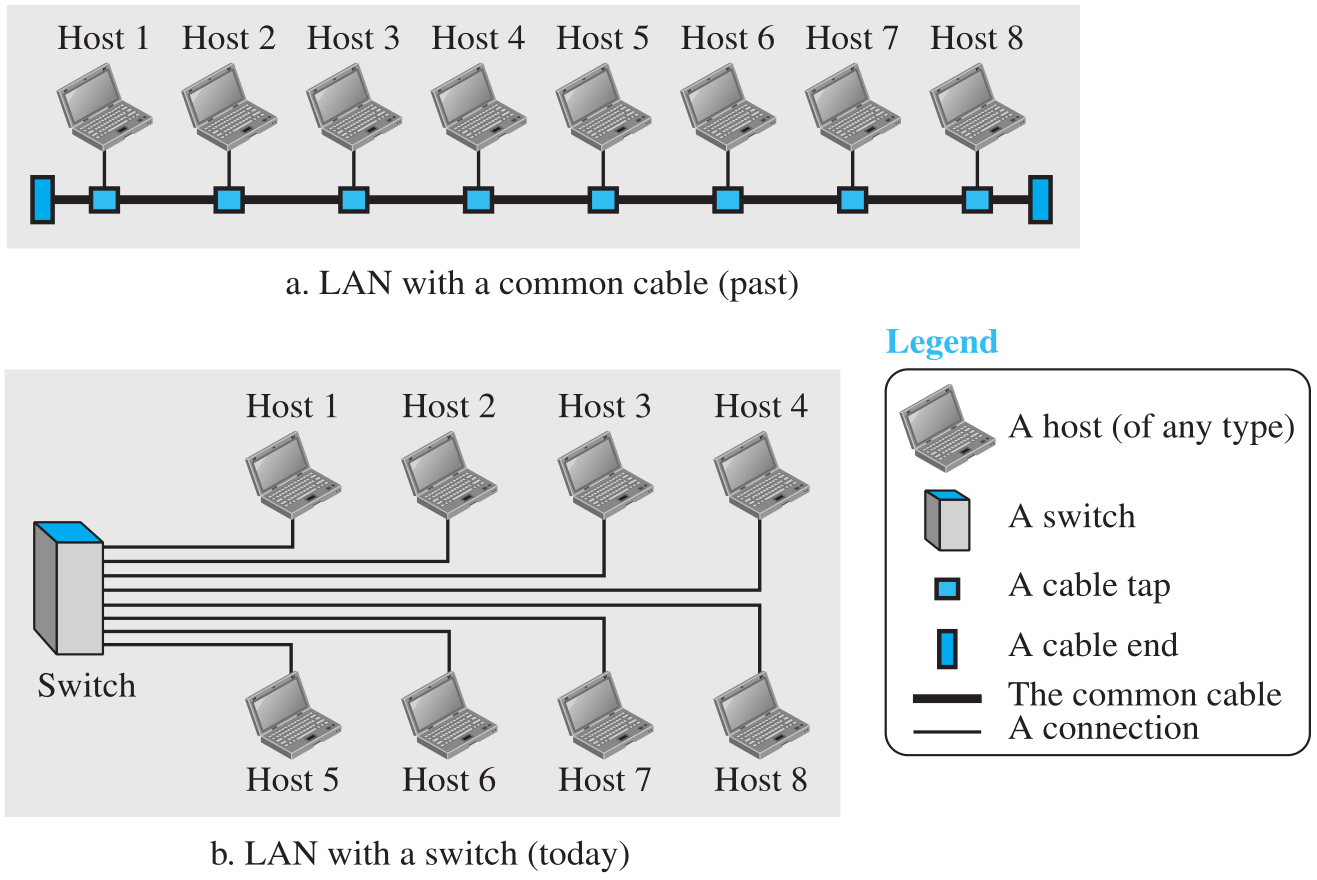 Host 1 Host 2 Host 3 Host 4 Host 5 Host 6 Host 7 Host 8
a. LAN with a common cable (past)
Legend
Host 1 Host 2 Host 3 Host 4
A host (of any type)
A switch
A cable tap
A cable end
Switch
The common cable
A connection
Host 5 Host 6 Host 7 Host 8
b. LAN with a switch (today)